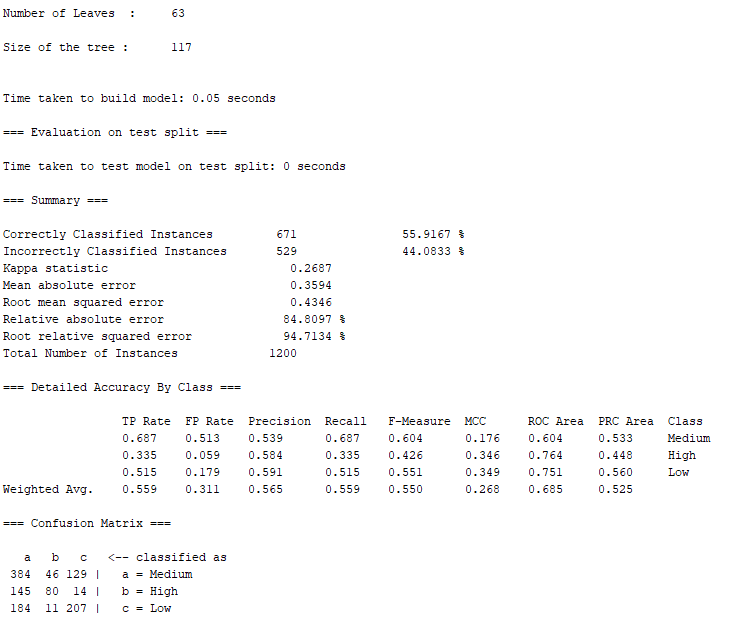 Number of Leaves  :     63
Size of the tree :      117
Time taken to build model: 0.05 seconds
=== Evaluation on test split ===
Time taken to test model on test split: 0 seconds
=== Summary ===
Correctly Classified Instances         671               55.9167 %
Incorrectly Classified Instances       529               44.0833 %
Kappa statistic                          0.2687
Mean absolute error                      0.3594
Root mean squared error                  0.4346
Relative absolute error                 84.8097 %
Root relative squared error             94.7134 %
Total Number of Instances             1200
=== Detailed Accuracy By Class ===
                 TP Rate  FP Rate  Precision  Recall   F-Measure  MCC      ROC Area  PRC Area  Class
                 0.687    0.513    0.539      0.687    0.604      0.176    0.604     0.533     Medium
                 0.335    0.059    0.584      0.335    0.426      0.346    0.764     0.448     High
                 0.515    0.179    0.591      0.515    0.551      0.349    0.751     0.560     Low
Weighted Avg.    0.559    0.311    0.565      0.559    0.550      0.268    0.685     0.525
=== Confusion Matrix ===
   a   b   c   <-- classified as
 384  46 129 |   a = Medium
 145  80  14 |   b = High
 184  11 207 |   c = Low